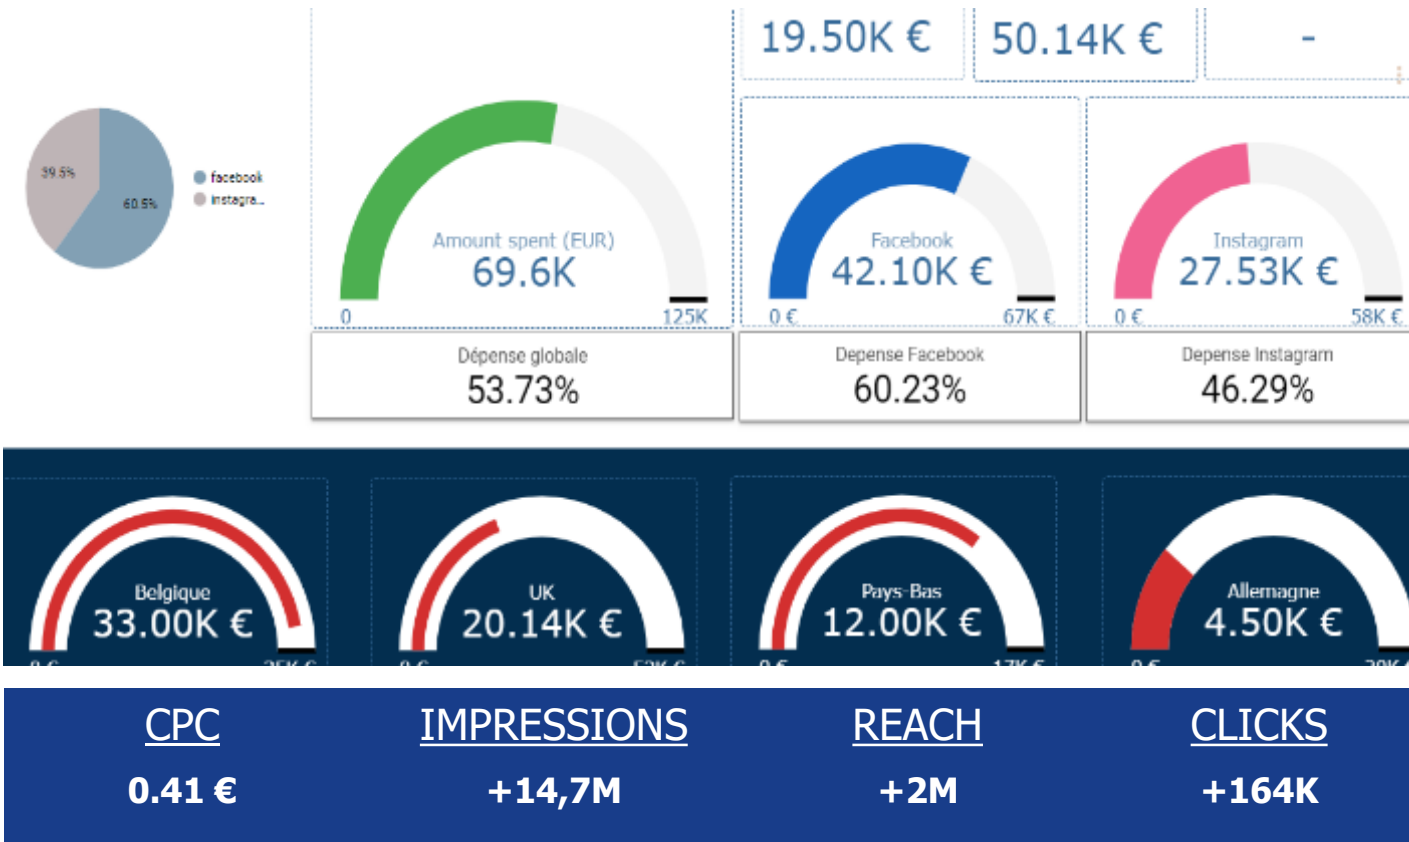 19.50K €
50.14K €
-
39.5%
60.5%
facebook
instagra...
Amount spent (EUR)
69.6K
0
125K
Facebook
42.10K €
0 €
67K €
Instagram
27.53K €
0 €
58K €
Dépense globale
53.73%
Depense Facebook
60.23%
Depense Instagram
46.29%
Belgique
33.00K €
UK
20.14K €
Pays-Bas
12.00K €
Allemagne
4.50K €
CPC
IMPRESSIONS
REACH
CLICKS
0.41 €
+14,7M
+2M
+164K